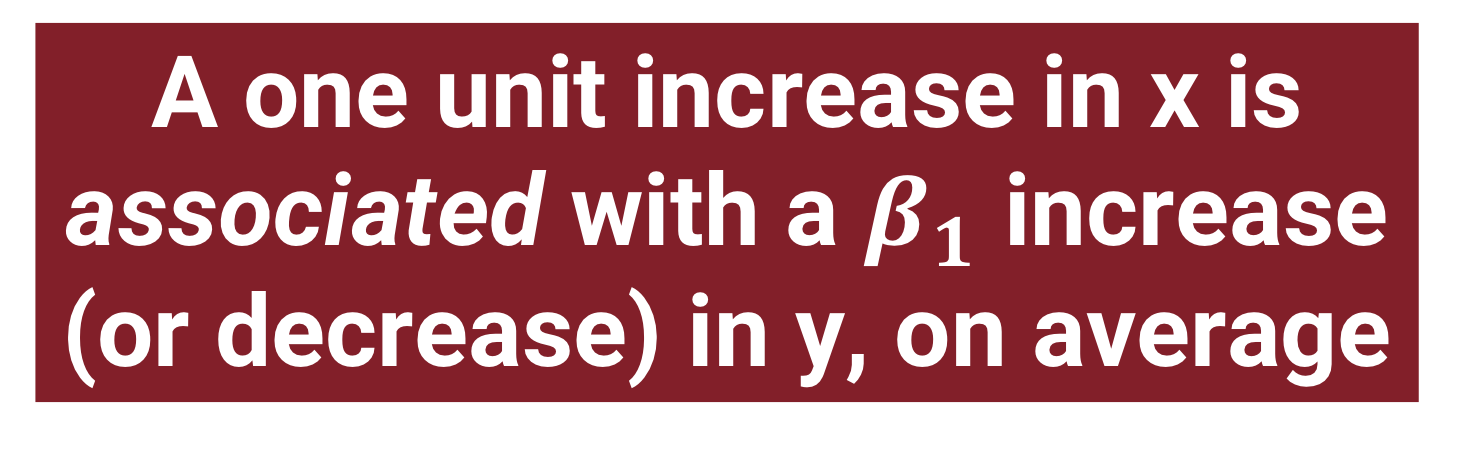 A one unit increase in x is
associated with a β₁ increase
(or decrease) in y, on average